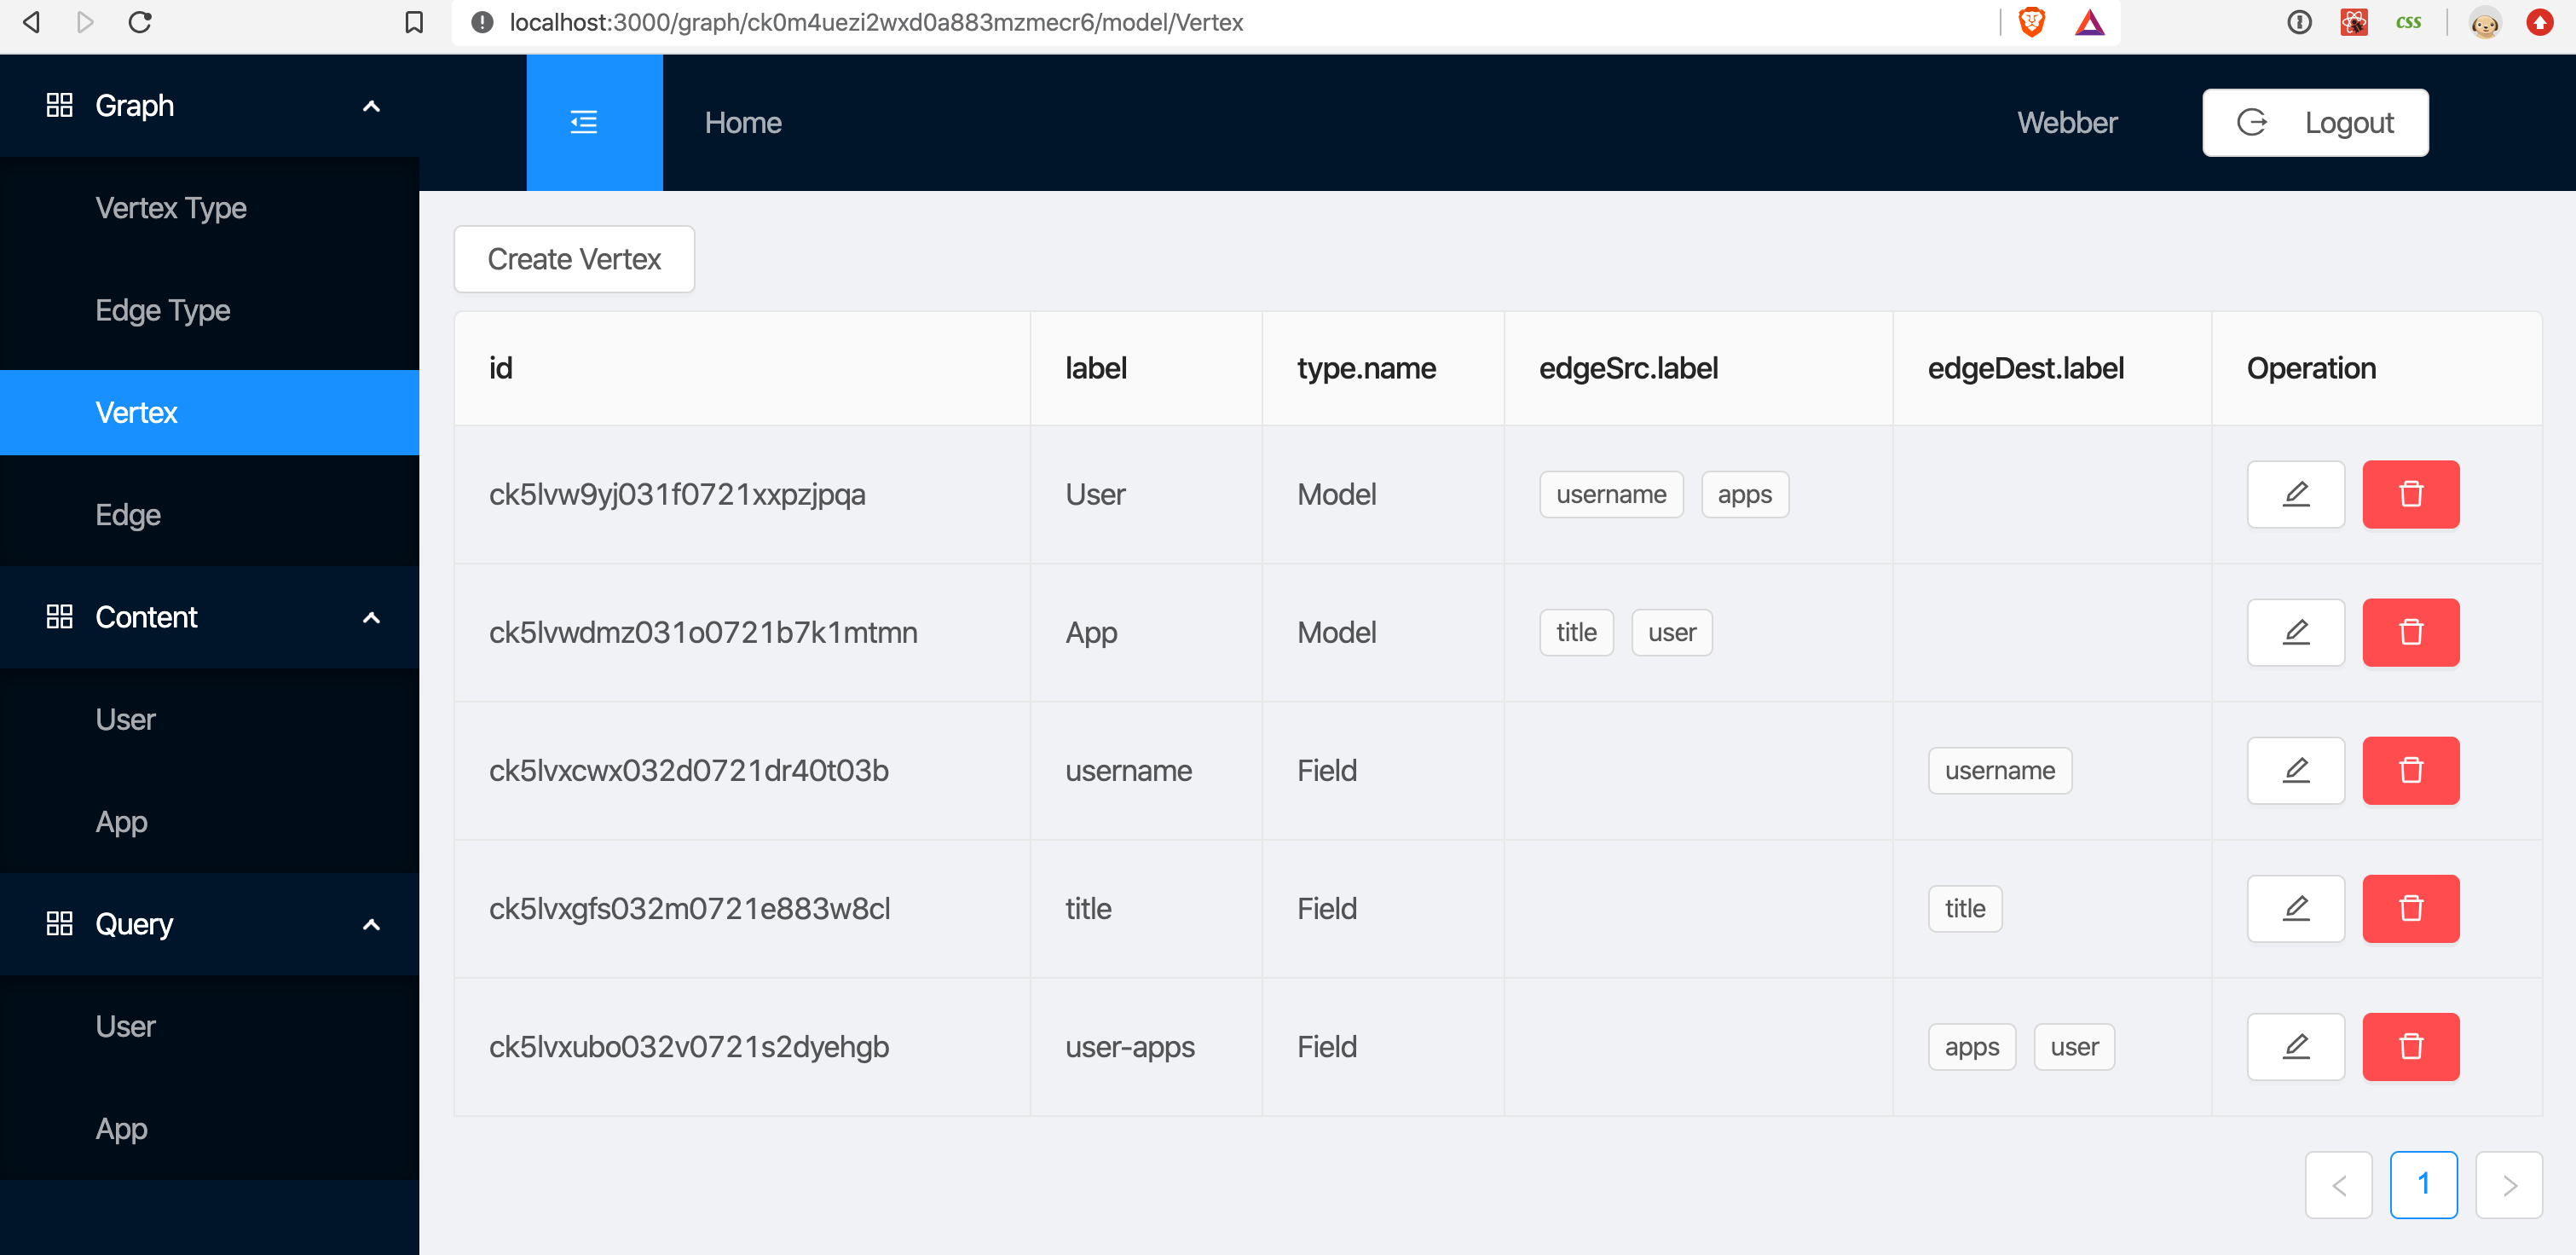 localhost:3000/graph/ck0m4uezi2wxd0a883mzmecr6/model/Vertex
css
Graph
Vertex Type
Edge Type
Vertex
Edge
Content
User
App
Query
User
App
Home
Webber
Logout
Create Vertex
id label type.name edgeSrc.label edgeDest.label Operation
ck5lvw9yj031f0721xxpzjpqa User Model username apps
ck5lvwdmz031o0721b7k1mtmn App Model title user
ck5lvxcwx032d0721dr40t03b username Field username
ck5lvxgfs032m0721e883w8cl title Field title
ck5lvxubo032v0721s2dyehgb user-apps Field apps user
1